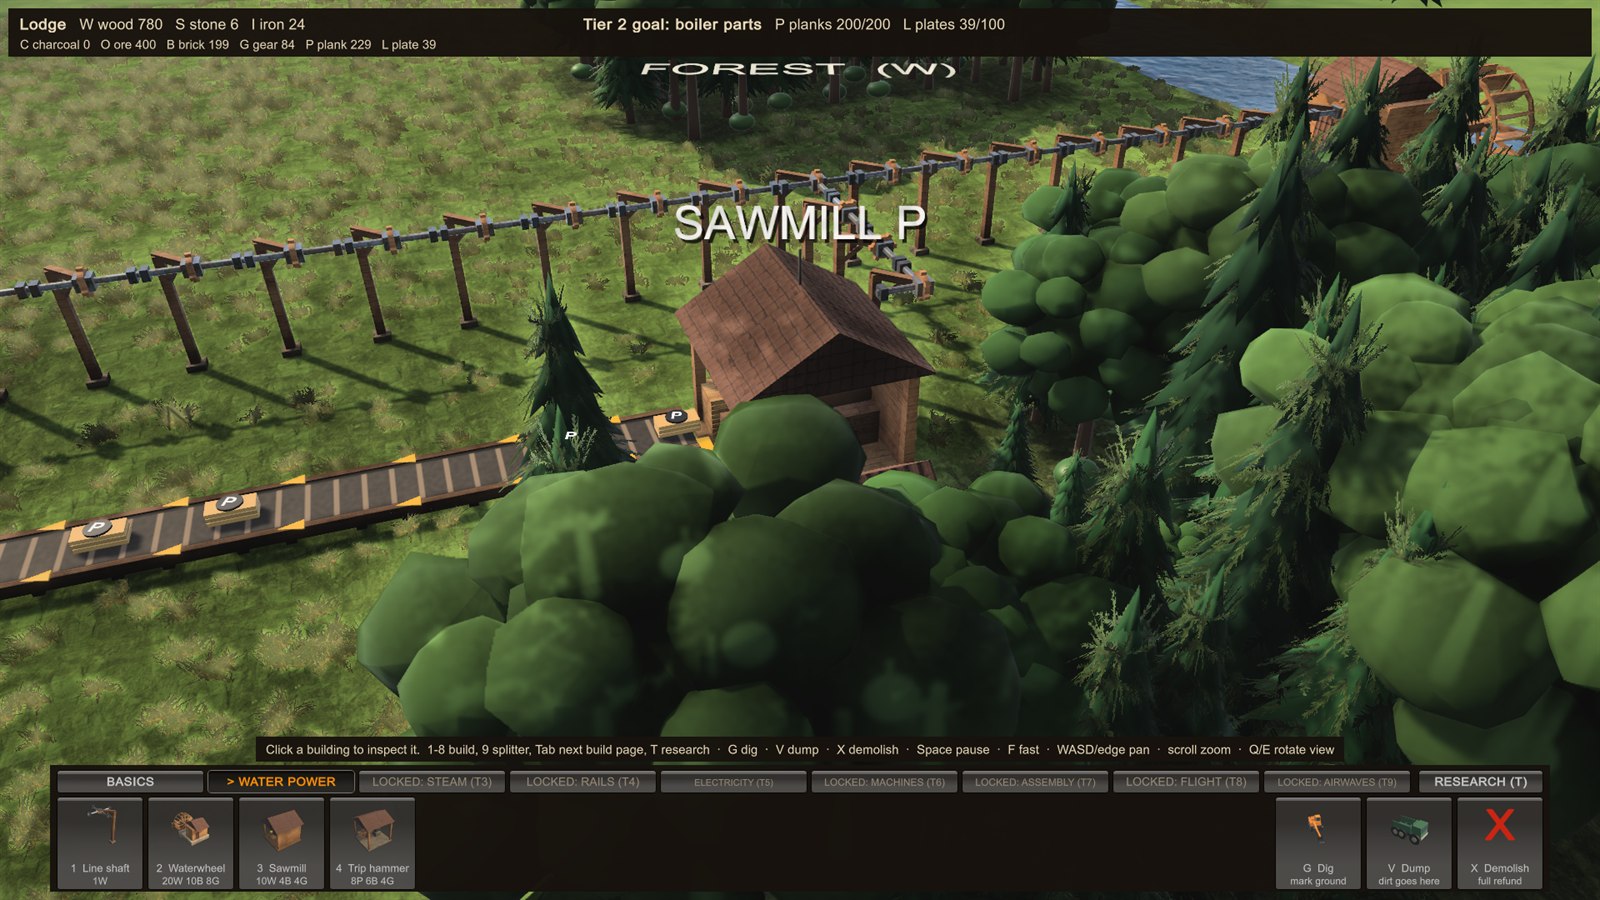 Lodge W wood 780 S stone 6 I iron 24
C charcoal 0 O ore 400 B brick 199 G gear 84 P plank 229 L plate 39
Tier 2 goal: boiler parts P planks 200/200 L plates 39/100
FOREST (W)
SAWMILL P
P
P
P
P
Click a building to inspect it. 1-8 build, 9 splitter, Tab next build page, T research · G dig · V dump · X demolish · Space pause · F fast · WASD/edge pan · scroll zoom · Q/E rotate view
BASICS
> WATER POWER
LOCKED: STEAM (T3)
LOCKED: RAILS (T4)
ELECTRICITY (T5)
LOCKED: MACHINES (T6)
LOCKED: ASSEMBLY (T7)
LOCKED: FLIGHT (T8)
LOCKED: AIRWAVES (T9)
RESEARCH (T)
1 Line shaft
1W
2 Waterwheel
20W 10B 8G
3 Sawmill
10W 4B 4G
4 Trip hammer
8P 6B 4G
G Dig
mark ground
V Dump
dirt goes here
X
X Demolish
full refund